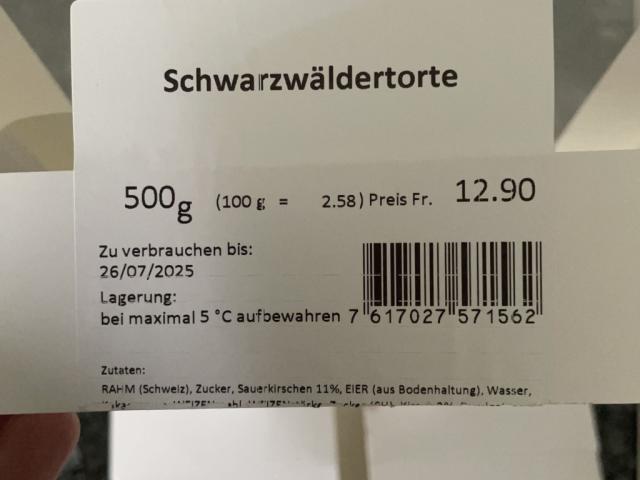 Schwarzwäldertorte
500g (100 g = 2.58) Preis Fr. 12.90
Zu verbrauchen bis:
26/07/2025
Lagerung:
bei maximal 5 °C aufbewahren 7 617027 571562
Zutaten:
RAHM (Schweiz), Zucker, Sauerkirschen 11%, EIER (aus Bodenhaltung), Wasser,